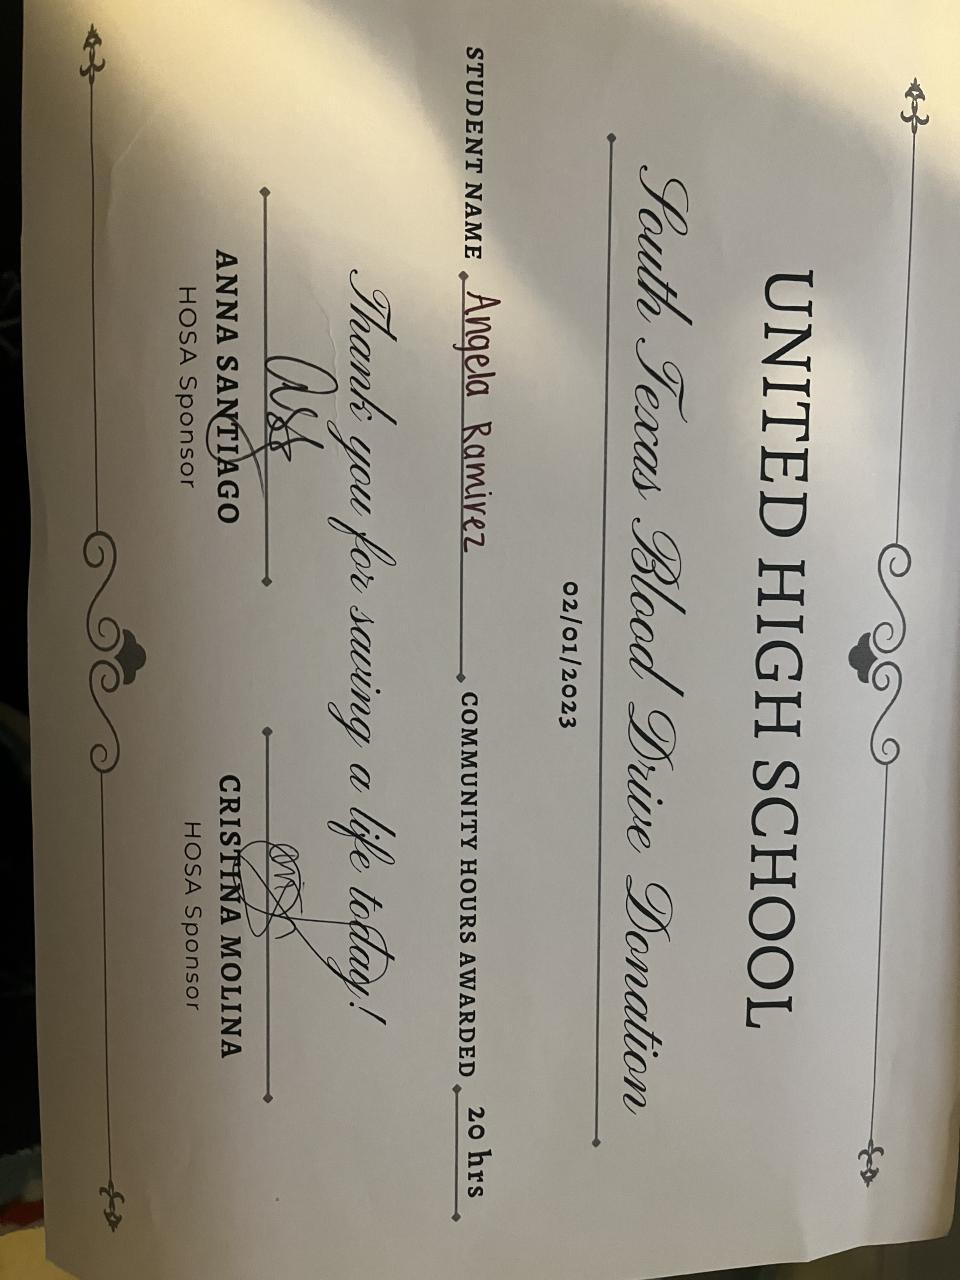 UNITED HIGH SCHOOL
South Texas Blood Drive Donation
02/01/2023
STUDENT NAME Angela Ramirez COMMUNITY HOURS AWARDED 20 hrs
Thank you for saving a life today!
ANNA SANTIAGO CRISTINA MOLINA
HOSA Sponsor HOSA Sponsor